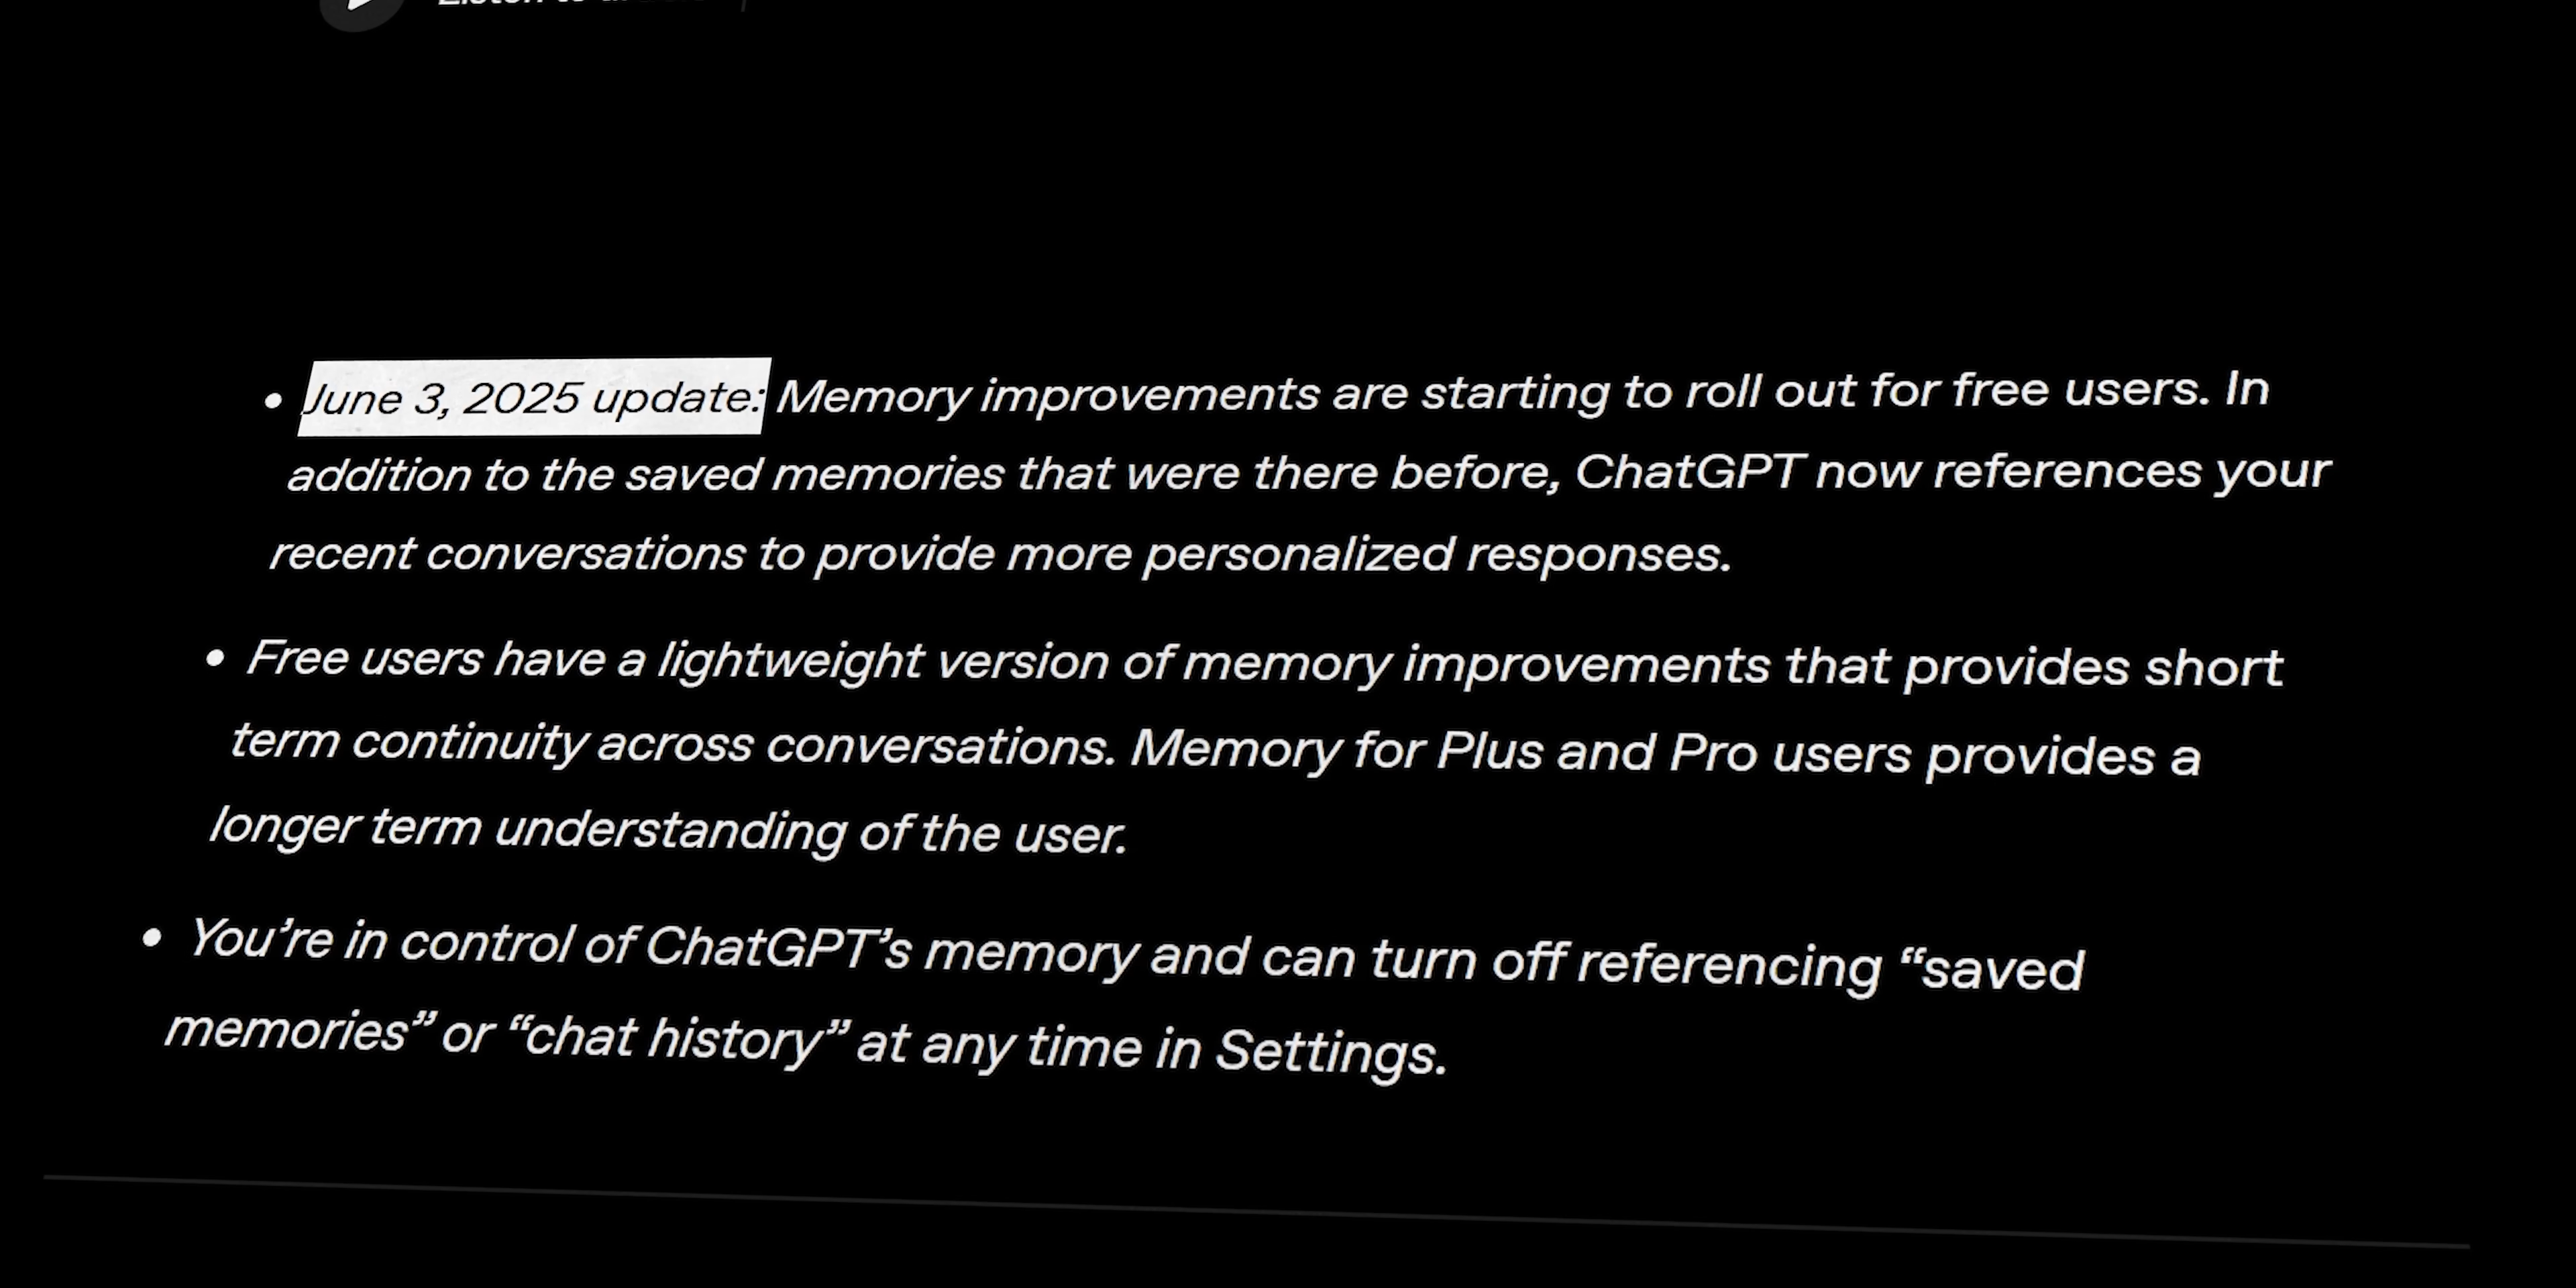 Listen to
• June 3, 2025 update: Memory improvements are starting to roll out for free users. In
addition to the saved memories that were there before, ChatGPT now references your
recent conversations to provide more personalized responses.
• Free users have a lightweight version of memory improvements that provides short
term continuity across conversations. Memory for Plus and Pro users provides a
longer term understanding of the user.
• You’re in control of ChatGPT’s memory and can turn off referencing “saved
memories” or “chat history” at any time in Settings.